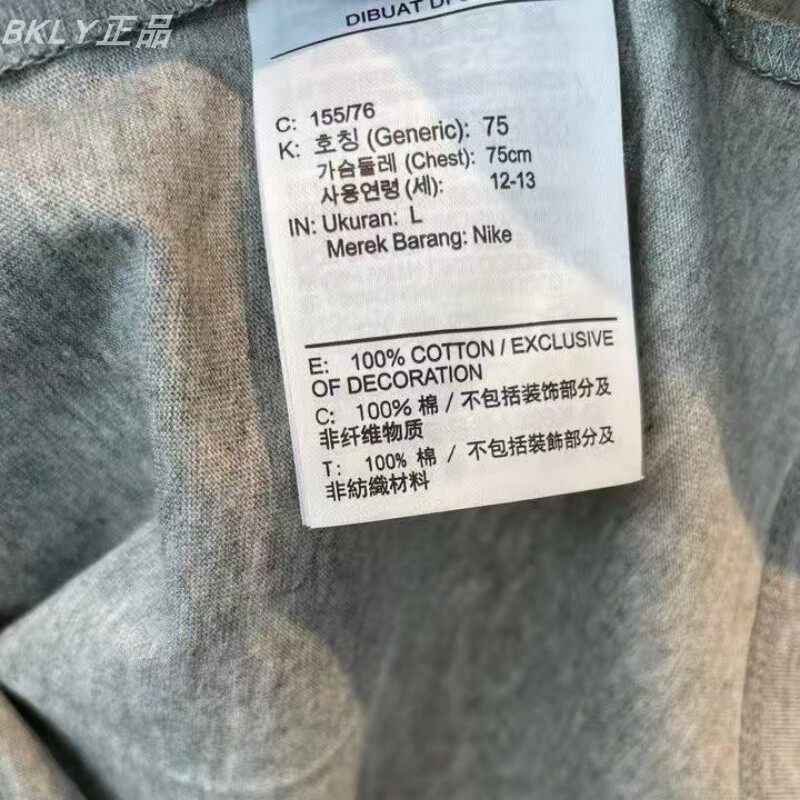 BKLY正品
DIBUAT DI
C: 155/76
K: 호칭 (Generic): 75
가슴둘레 (Chest): 75cm
사용연령 (세): 12-13
IN: Ukuran: L
Merek Barang: Nike
E: 100% COTTON / EXCLUSIVE
OF DECORATION
C: 100% 棉 / 不包括装饰部分及
非纤维物质
T: 100% 棉 / 不包括裝飾部分及
非紡織材料